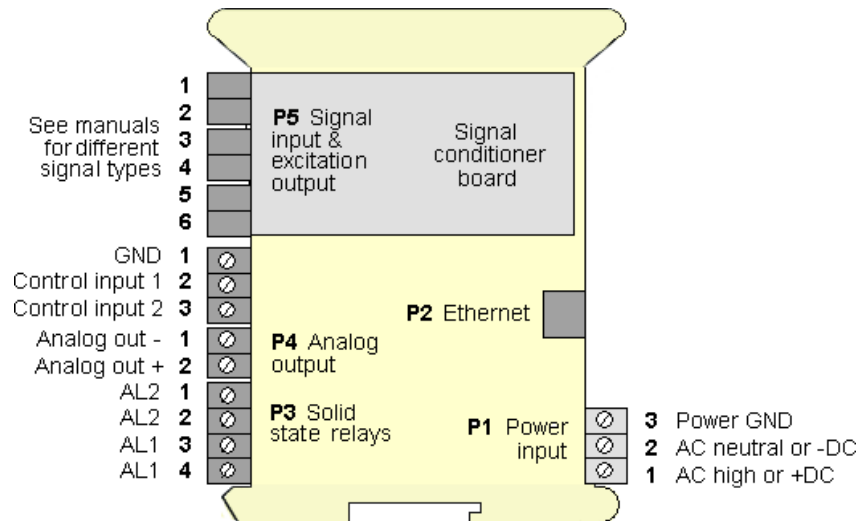 1
2
See manuals
for different
signal types
3
4
5
6
P5 Signal
input &
excitation
output
Signal
conditioner
board
GND 1
Control input 1 2
Control input 2 3
P2 Ethernet
Analog out - 1
Analog out + 2
P4 Analog
output
AL2 1
AL2 2
AL1 3
AL1 4
P3 Solid
state relays
P1 Power
input
3 Power GND
2 AC neutral or -DC
1 AC high or +DC